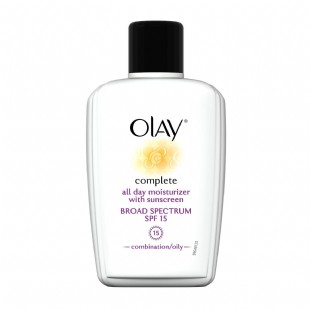 OLAY®
complete
all day moisturizer
with sunscreen
BROAD SPECTRUM
SPF 15
15
combination/oily